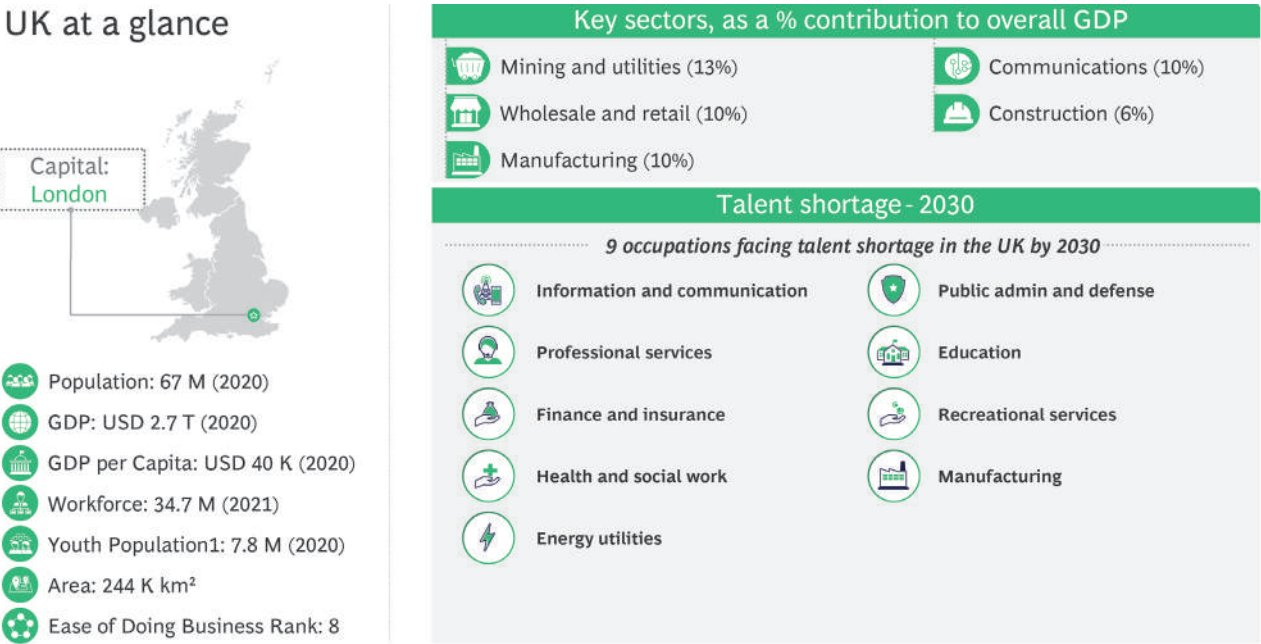 UK at a glance
Capital:
London
Population: 67 M (2020)
GDP: USD 2.7 T (2020)
GDP per Capita: USD 40 K (2020)
Workforce: 34.7 M (2021)
Youth Population1: 7.8 M (2020)
Area: 244 K km²
Ease of Doing Business Rank: 8
Key sectors, as a % contribution to overall GDP
Mining and utilities (13%)
Wholesale and retail (10%)
Manufacturing (10%)
Communications (10%)
Construction (6%)
Talent shortage - 2030
9 occupations facing talent shortage in the UK by 2030
Information and communication
Professional services
Finance and insurance
Health and social work
Energy utilities
Public admin and defense
Education
Recreational services
Manufacturing